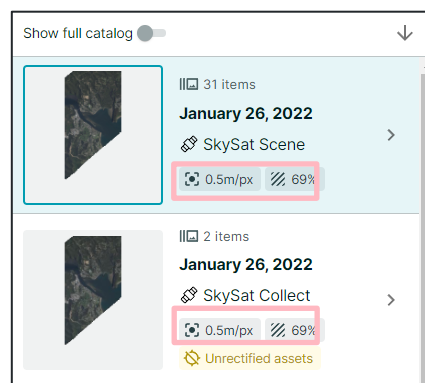 Show full catalog
31 items
January 26, 2022
SkySat Scene
0.5m/px 69%
2 items
January 26, 2022
SkySat Collect
0.5m/px 69%
Unrectified assets